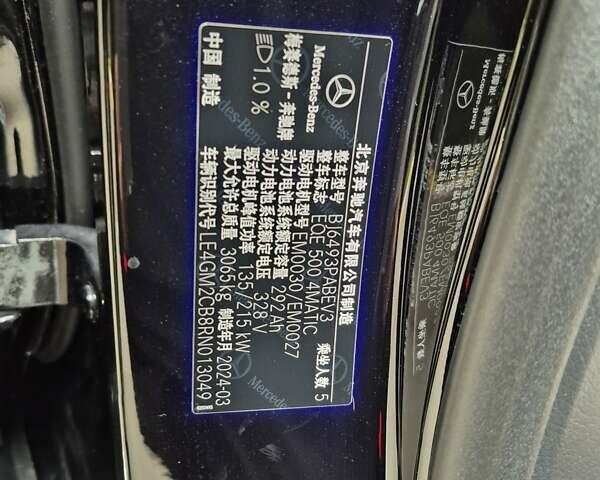 Mercedes-Benz
梅赛德斯-奔驰牌
1.0 %
中国 制造
北京奔驰汽车有限公司制造
整车型号 BJ6493PABEV3 乘坐人数 5
整车标志 EQE 500 4MATIC
驱动电机型号 EM0030 / EM0027
动力电池系统额定容量 292 Ah
动力电池系统额定电压 328 V
驱动电机峰值功率 135 / 215 kW
最大允许总质量 3065 kg 制造年月 2024-03
车辆识别代号 LE4GM2CB8RN013049